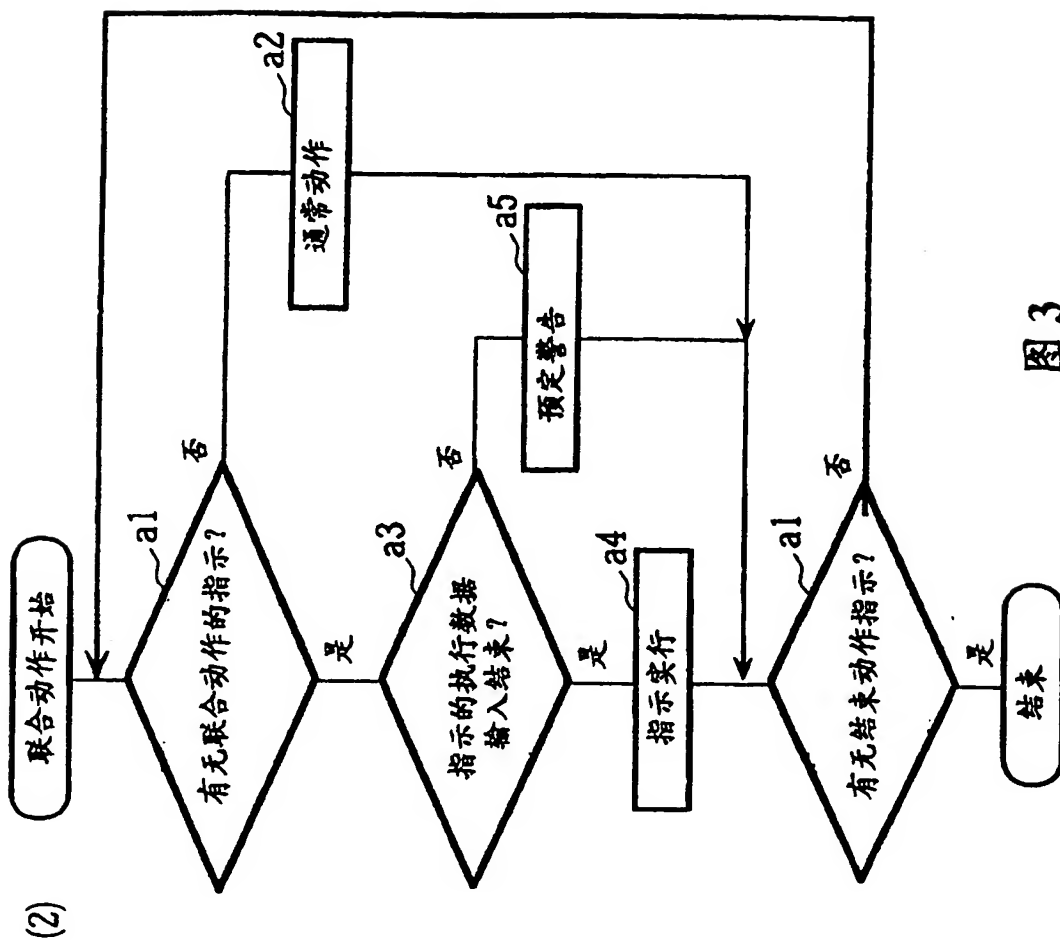 (2)
联合动作开始
a1
有无联合动作的指示?
否
是
a2
通常动作
a3
指示的执行数据
输入结束?
否
是
a5
预定警告
a4
指示实行
a1
有无结束动作指示?
否
是
结束
图 3